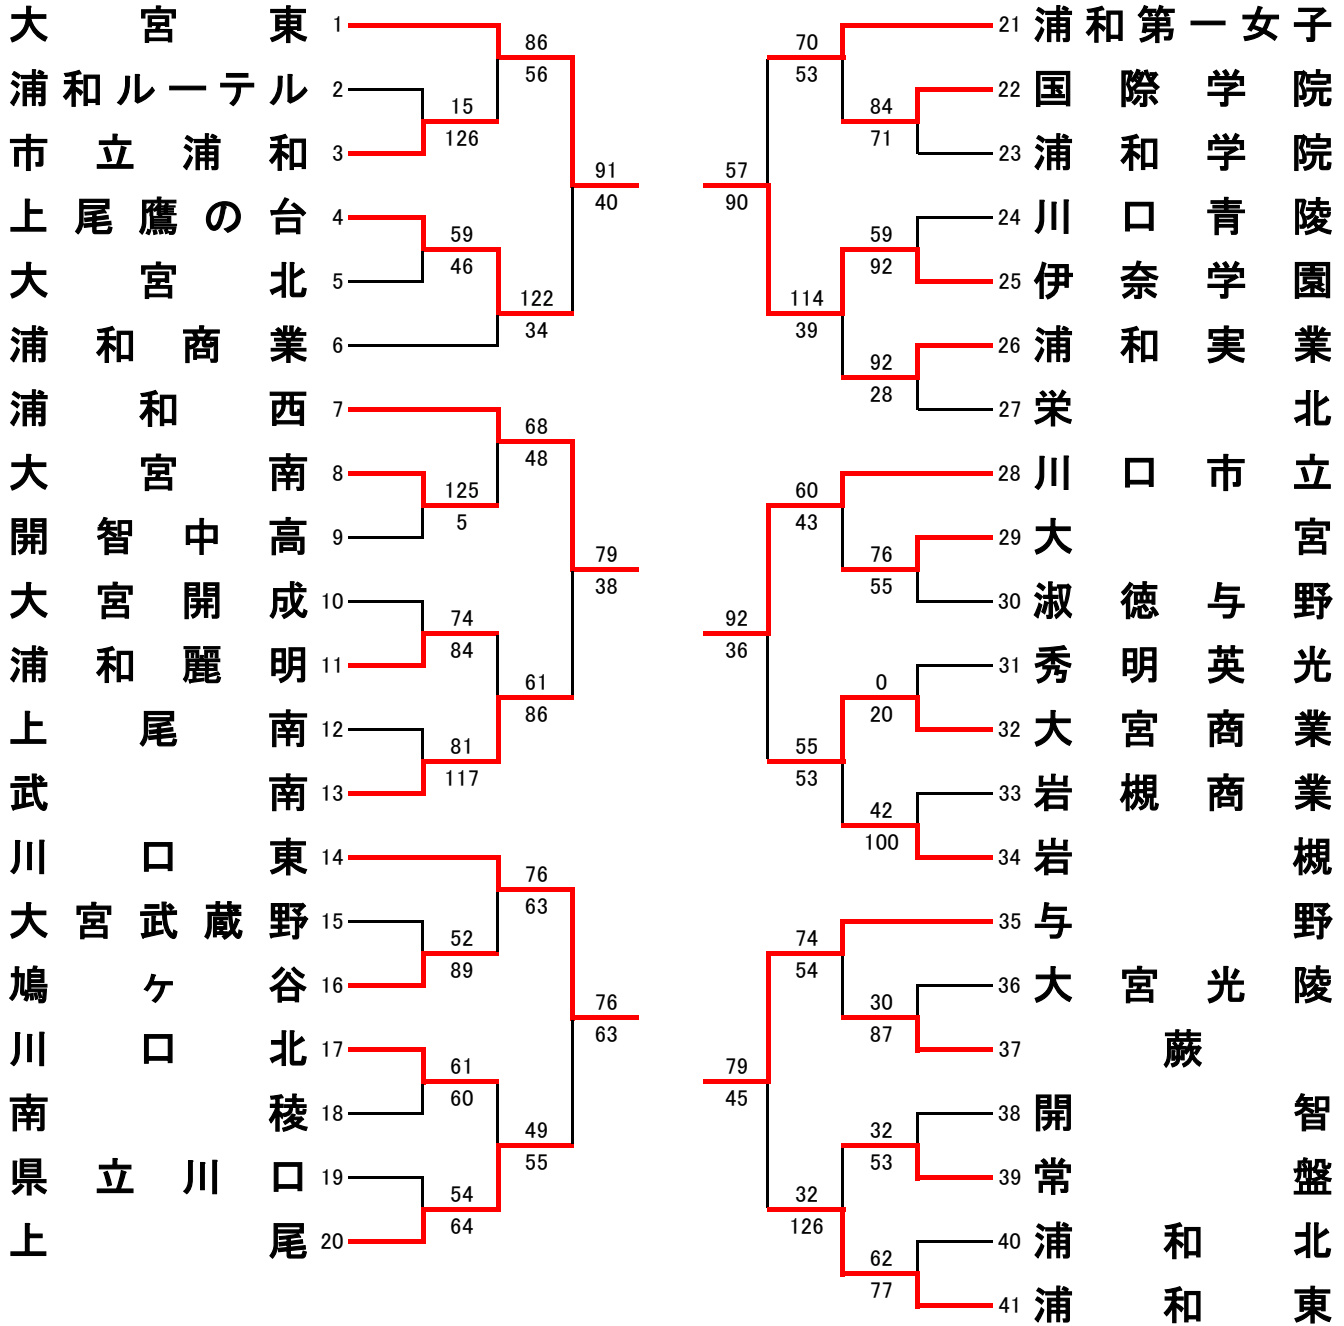 大宮東 1
浦和ルーテル 2
市立浦和 3
上尾鷹の台 4
大宮北 5
浦和商業 6
浦和西 7
大宮南 8
開智中高 9
大宮開成 10
浦和麗明 11
上尾南 12
武南 13
川口東 14
大宮武蔵野 15
鳩ヶ谷 16
川口北 17
南稜 18
県立川口 19
上尾 20
15
126
59
46
125
5
74
84
81
117
52
89
61
60
54
64
86
56
122
34
68
48
61
86
76
63
49
55
91
40
79
38
76
63
57
90
92
36
79
45
70
53
114
39
60
43
55
53
74
54
32
126
84
71
59
92
92
28
76
55
0
20
42
100
30
87
32
53
62
77
21 浦和第一女子
22 国際学院
23 浦和学院
24 川口青陵
25 伊奈学園
26 浦和実業
27 栄北
28 川口市立
29 大宮
30 淑徳与野
31 秀明英光
32 大宮商業
33 岩槻商業
34 岩槻
35 与野
36 大宮光陵
37 蕨
38 開智
39 常盤
40 浦和北
41 浦和東